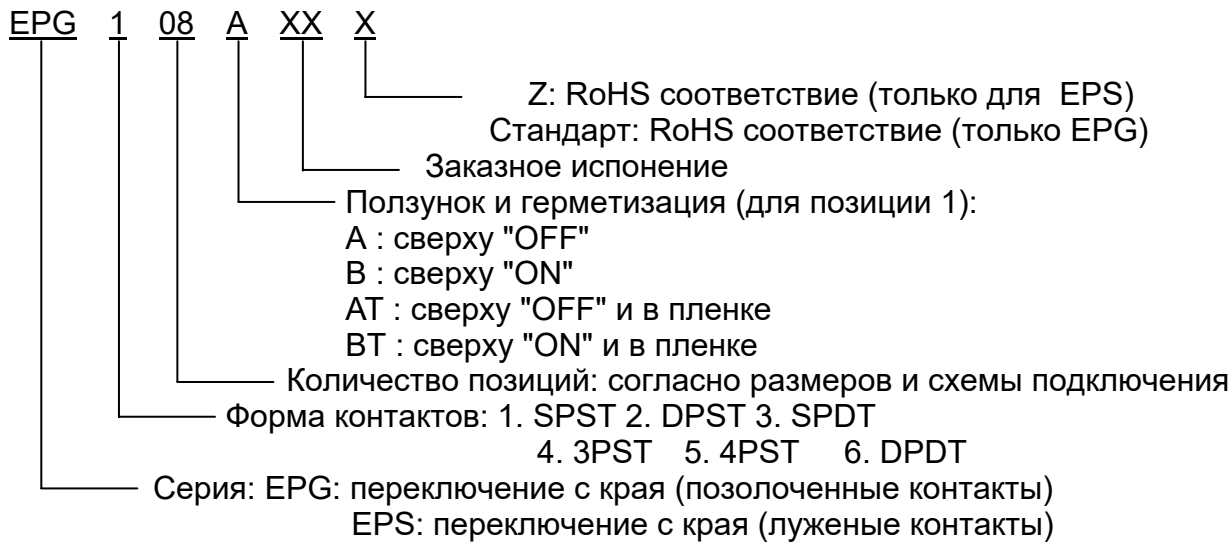 EPG 1 08 A XX X
Z: RoHS соответствие (только для EPS)
Стандарт: RoHS соответствие (только EPG)
Заказное испонение
Ползунок и герметизация (для позиции 1):
A : сверху "OFF"
B : сверху "ON"
AT : сверху "OFF" и в пленке
BT : сверху "ON" и в пленке
Количество позиций: согласно размеров и схемы подключения
Форма контактов: 1. SPST 2. DPST 3. SPDT
4. 3PST 5. 4PST 6. DPDT
Серия: EPG: переключение с края (позолоченные контакты)
EPS: переключение с края (луженые контакты)